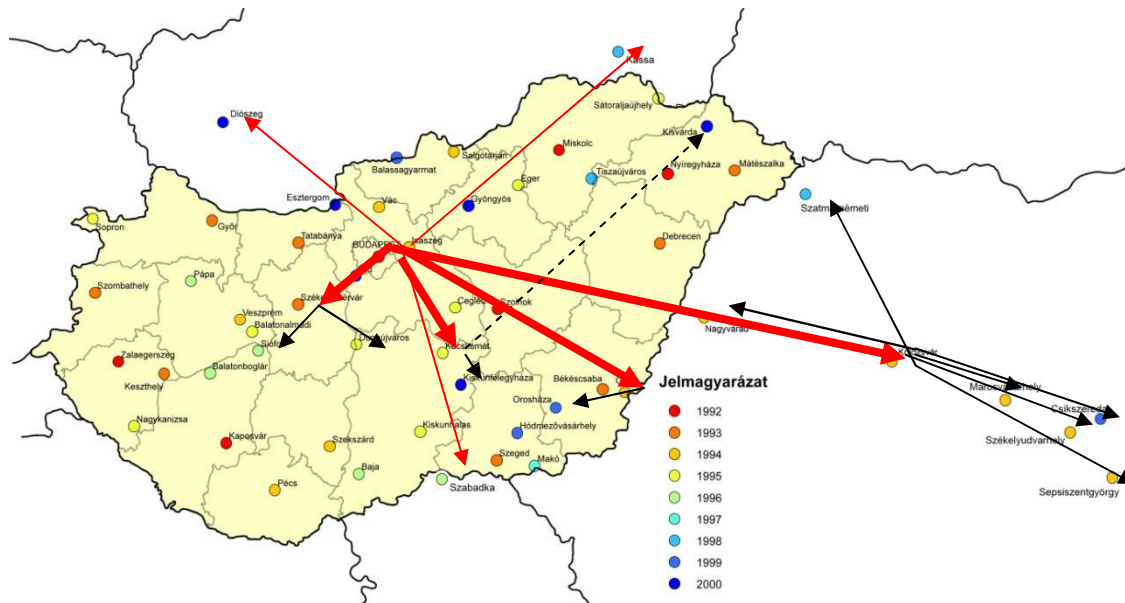 Kassa
Sátoraljaújhely
Diószeg
Kisvárda
Miskolc
Salgótarján
Balassagyarmat
Nyíregyháza
Mátészalka
Tiszaújváros
Eger
Esztergom
Vác
Gyöngyös
Szatmárnémeti
Sopron
Győr
Tatabánya
BUDAPEST
Isaszeg
Debrecen
Pápa
Szombathely
Székesfehérvár
Cegléd
Szolnok
Veszprém
Balatonalmádi
Nagyvárad
Siófok
Dunaújváros
Kecskemét
Kolozsvár
Zalaegerszeg
Keszthely
Balatonboglár
Kiskunfélegyháza
Békéscsaba
Jelmagyarázat
Marosvásárhely
Orosháza
1992
Csíkszereda
Nagykanizsa
Kiskunhalas
Hódmezővásárhely
1993
Kaposvár
Szekszárd
1994
Székelyudvarhely
Szeged
Makó
1995
Baja
Pécs
Szabadka
1996
Sepsiszentgyörgy
1997
1998
1999
2000